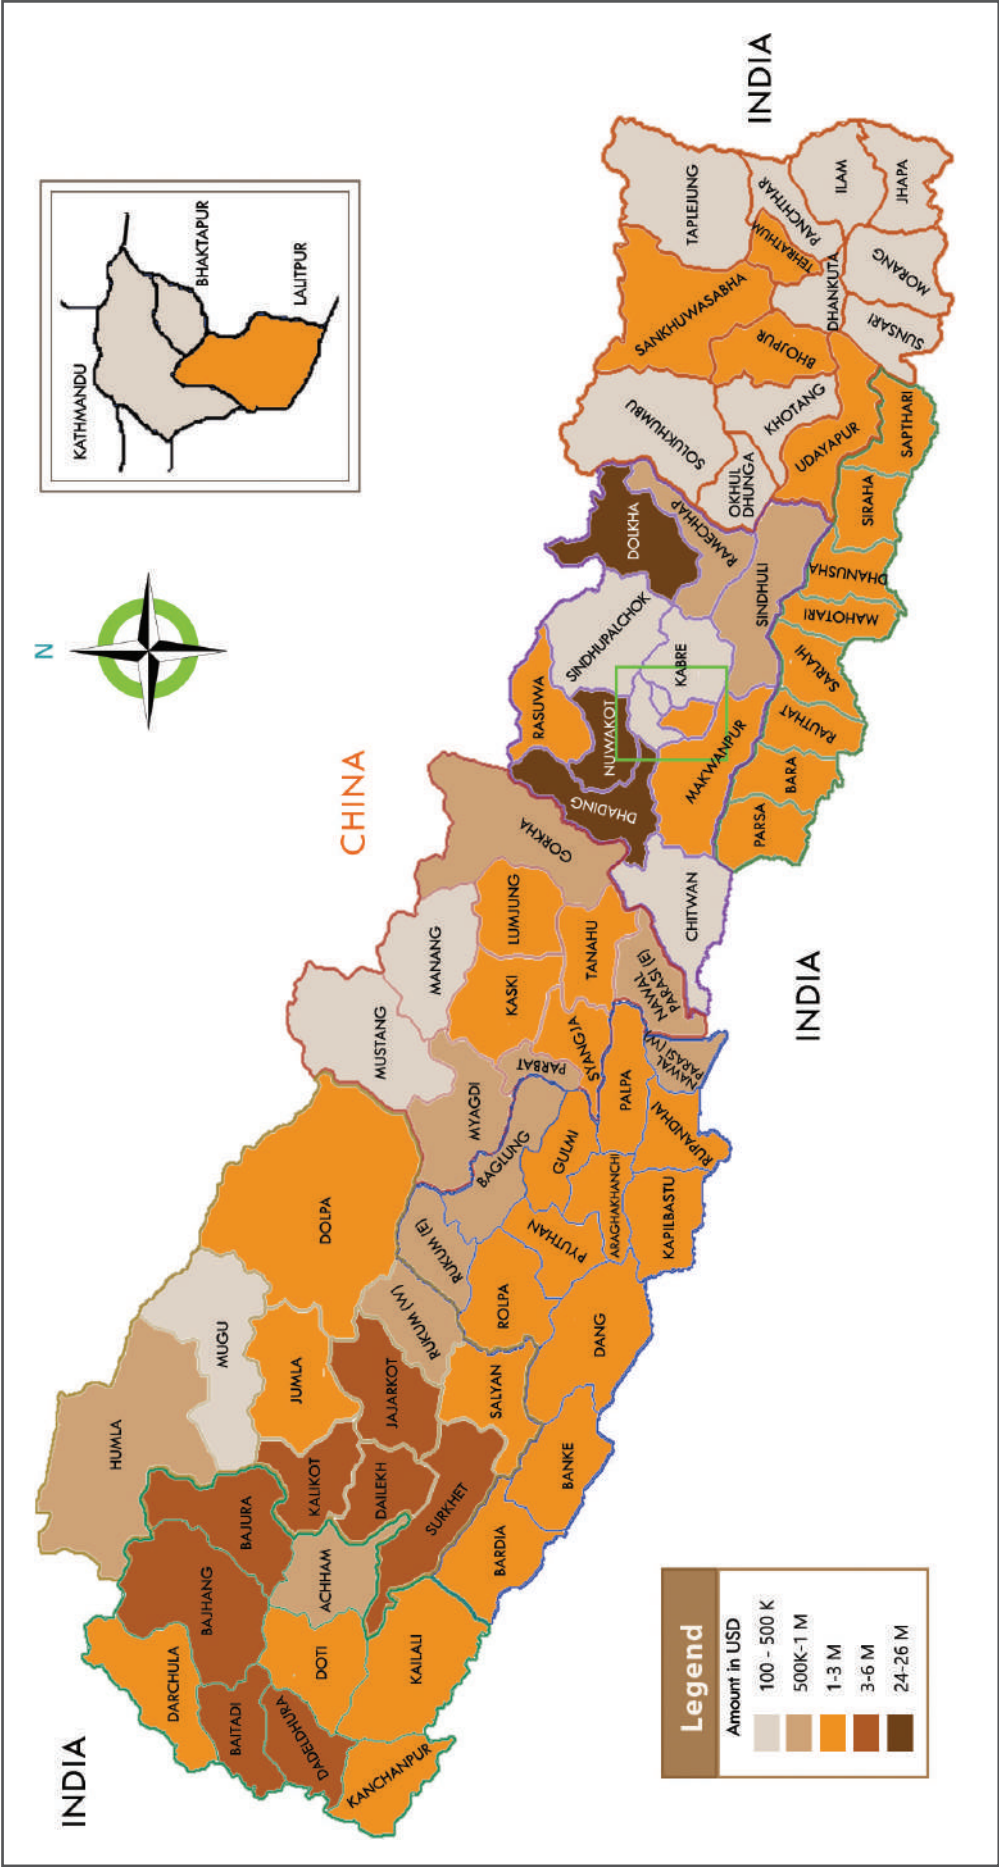 INDIA
N
CHINA
INDIA
INDIA
KATHMANDU
BHAKTAPUR
LALITPUR
DARCHULA
BAJHANG
BAITADI
DADELDHURA
KANCHANPUR
DOTI
KAILALI
ACHHAM
BAJURA
HUMLA
MUGU
JUMLA
KALIKOT
DAILEKH
JAJARKOT
SURKHET
DOLPA
RUKUM (W)
SALYAN
RUKUM (E)
ROLPA
BARDIA
BANKE
DANG
PYUTHAN
BAGLUNG
GULMI
ARAGHAKHANCHI
KAPILBASTU
PALPA
RUPANDHAI
NAWAL
PARASI (W)
MUSTANG
MANANG
MYAGDI
PARBAT
KASKI
SYANGJA
LUMJUNG
TANAHU
NAWAL
PARASI (E)
GORKHA
CHITWAN
DHADING
NUWAKOT
RASUWA
SINDHUPALCHOK
KABRE
MAKWANPUR
DOLKHA
RAMECHHAP
SINDHULI
PARSA
BARA
RAUTHAT
SARLAHI
MAHOTARI
DHANUSHA
SIRAHA
SAPTHARI
SOLUKHUMBU
OKHUL
DHUNGA
KHOTANG
UDAYAPUR
SANKHUWASABHA
BHOJPUR
TEHRATHUM
DHANKUTA
SUNSARI
MORANG
TAPLEJUNG
PANCHTHAR
ILAM
JHAPA
Legend
Amount in USD
100 - 500 K
500K-1 M
1-3 M
3-6 M
24-26 M